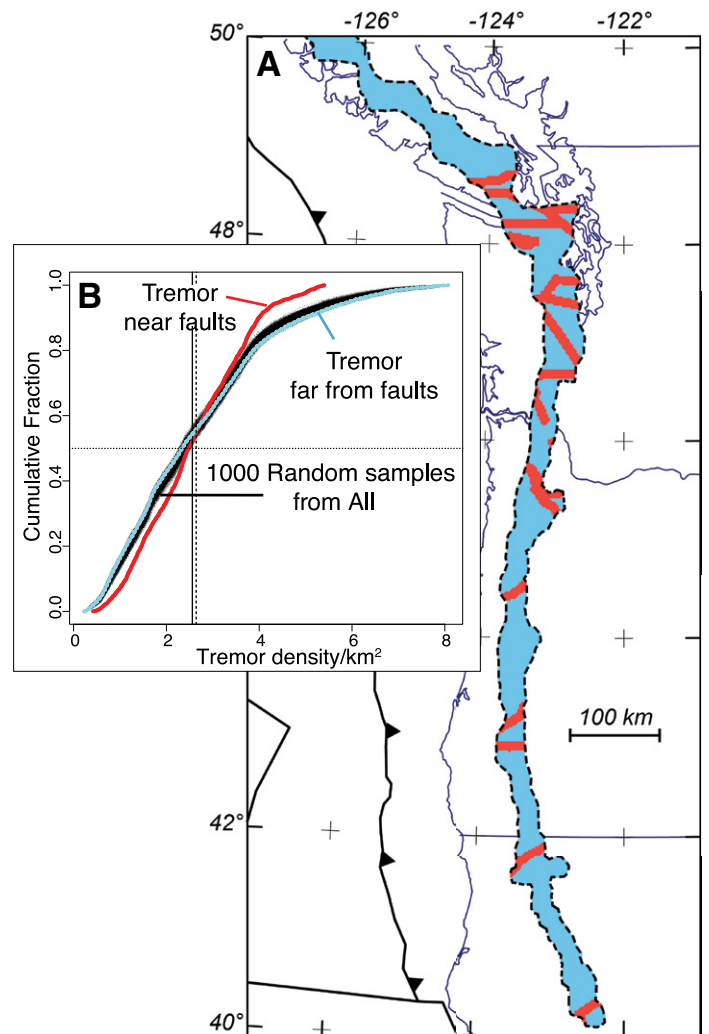 -126° -124° -122°
50°
A
48°
B
1.0
0.8
0.6
0.4
0.2
0.0
Cumulative Fraction
Tremor
near faults
Tremor
far from faults
1000 Random samples
from All
0 2 4 6 8
Tremor density/km²
100 km
42°
40°